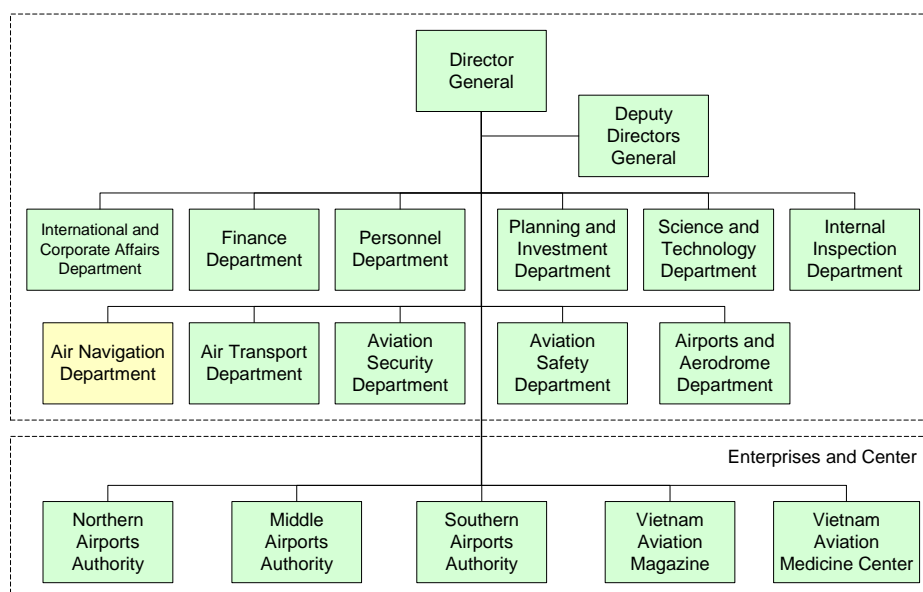 Director
General
Deputy
Directors
General
International and
Corporate Affairs
Department
Finance
Department
Personnel
Department
Planning and
Investment
Department
Science and
Technology
Department
Internal
Inspection
Department
Air Navigation
Department
Air Transport
Department
Aviation
Security
Department
Aviation
Safety
Department
Airports and
Aerodrome
Department
Enterprises and Center
Northern
Airports
Authority
Middle
Airports
Authority
Southern
Airports
Authority
Vietnam
Aviation
Magazine
Vietnam
Aviation
Medicine Center